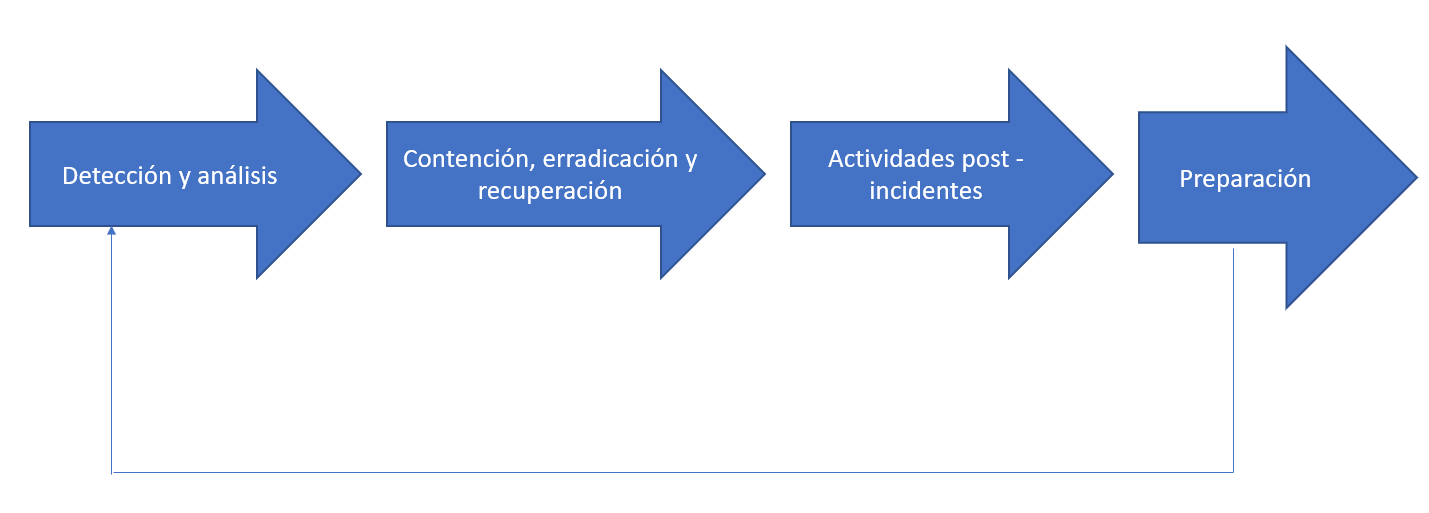 Detección y análisis
Contención, erradicación y
recuperación
Actividades post -
incidentes
Preparación